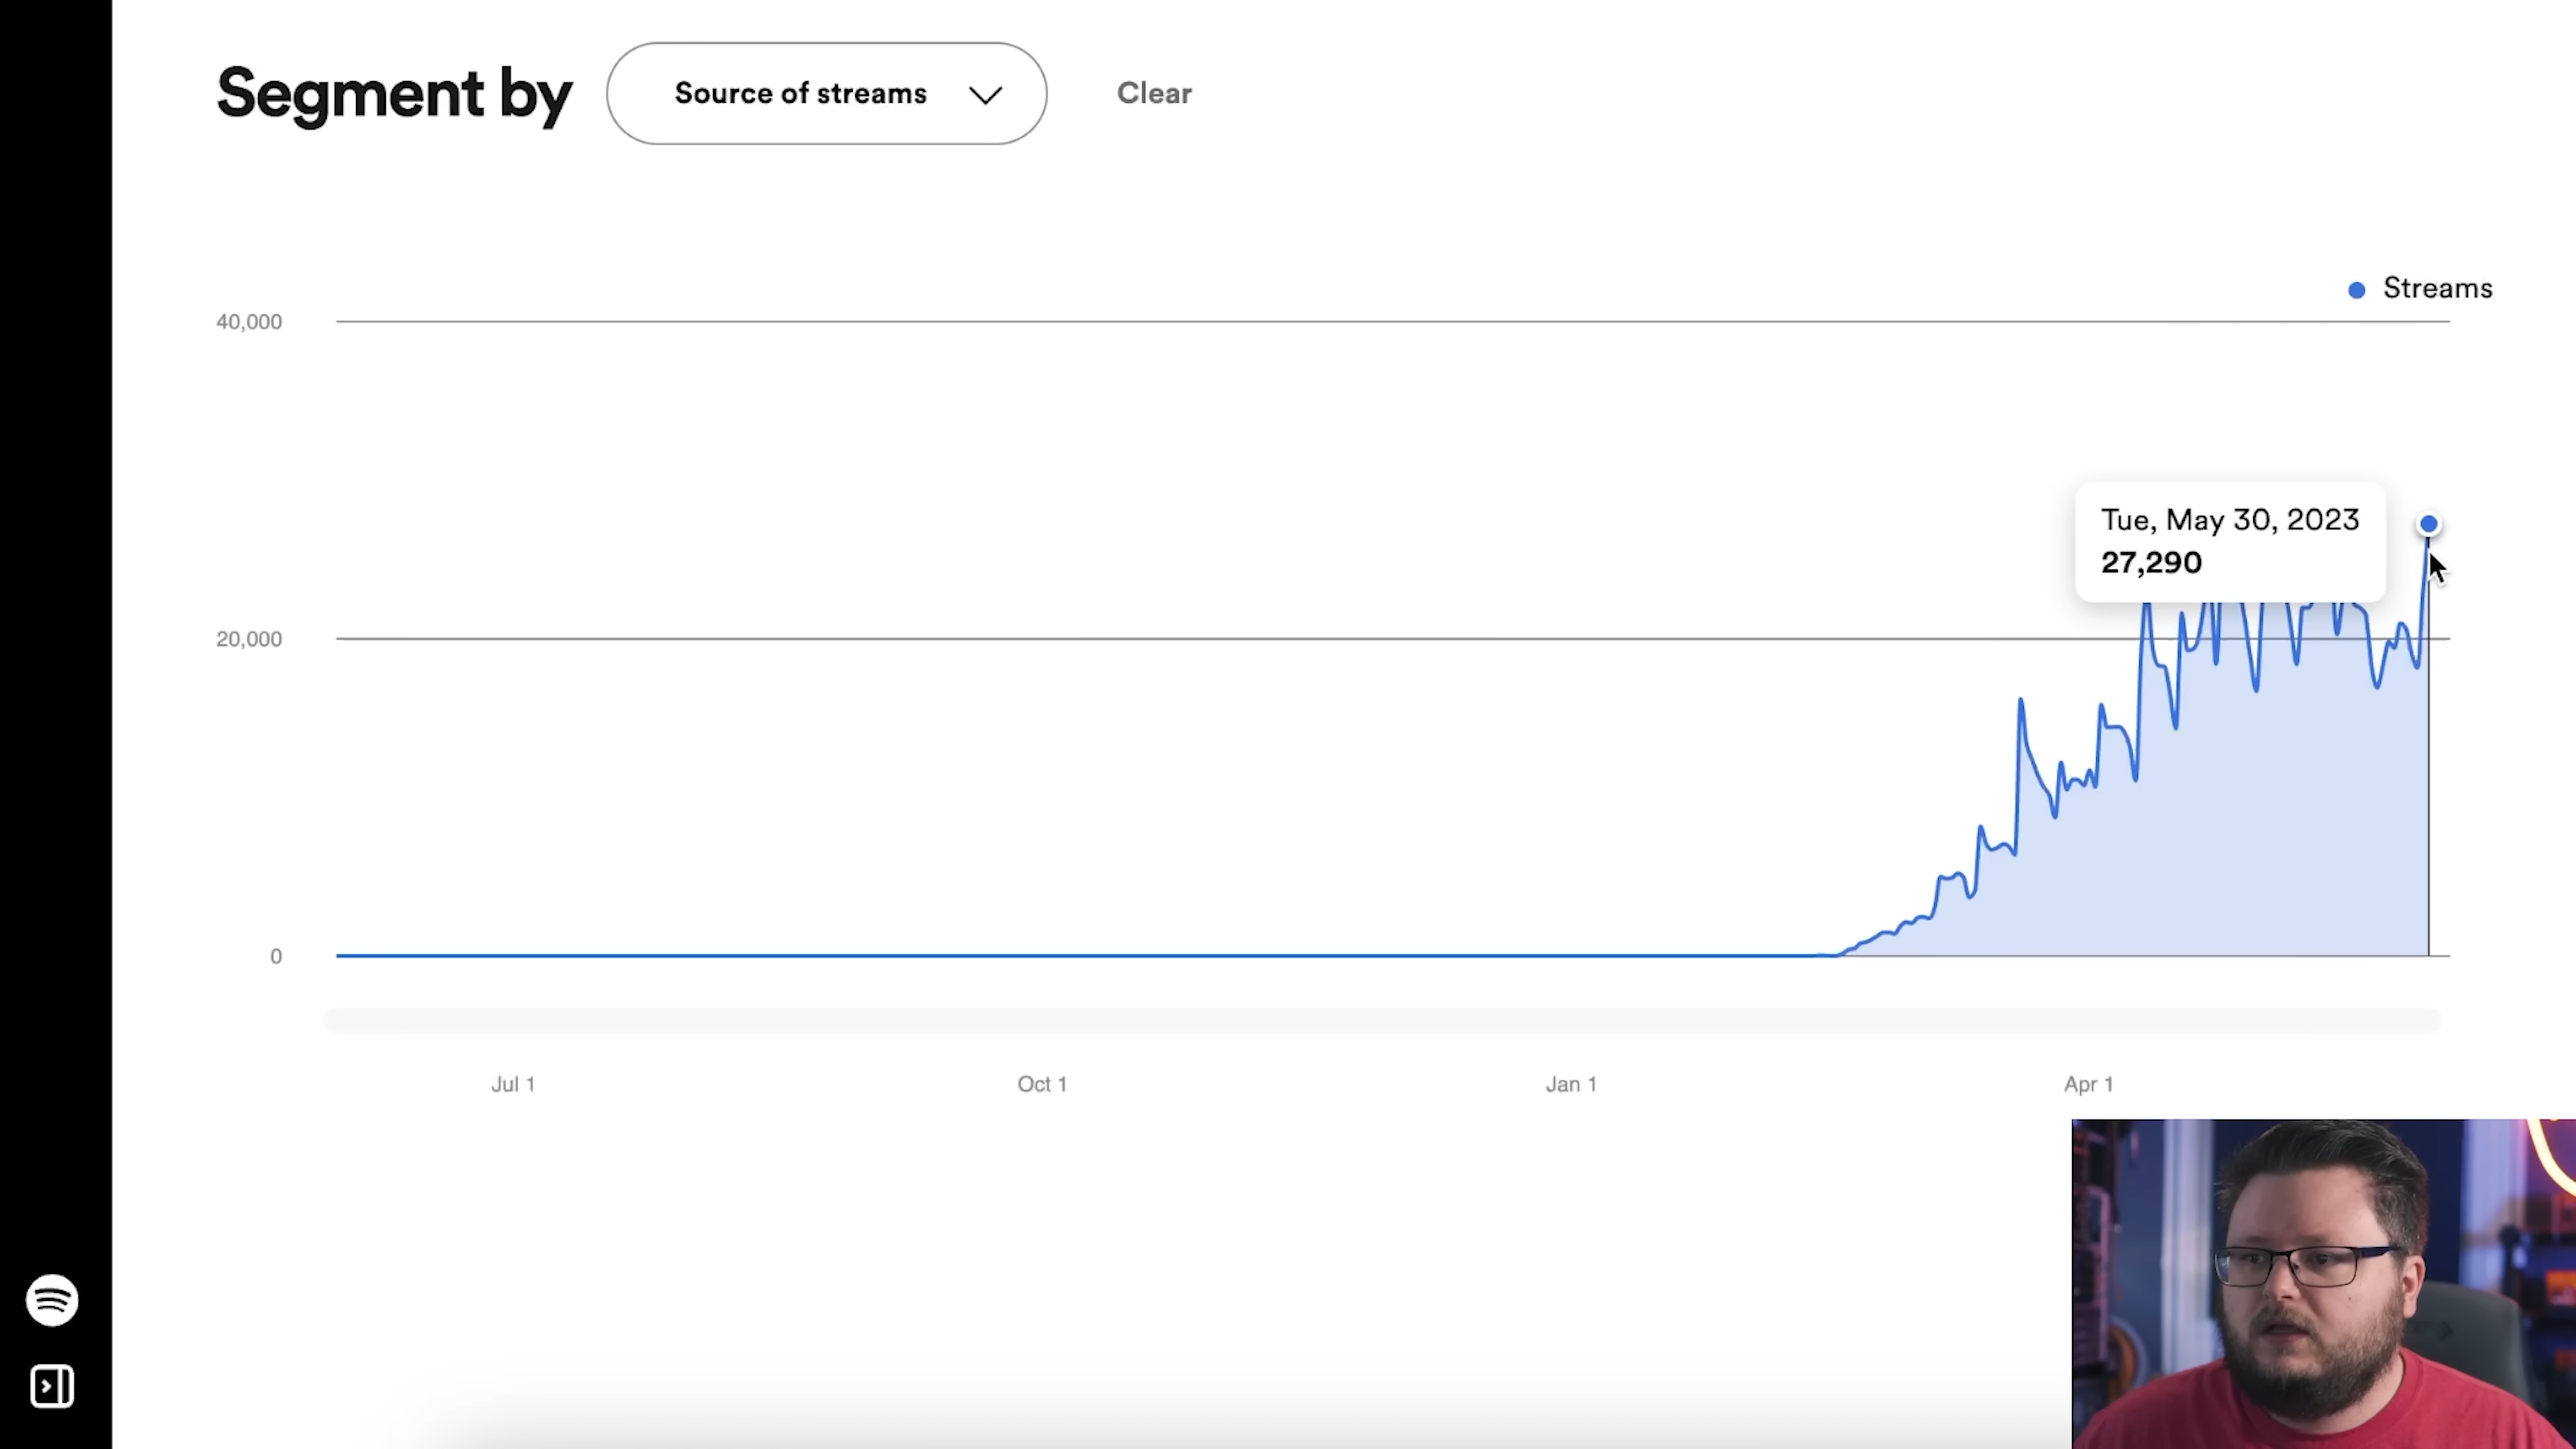 Segment by
Source of streams
Clear
Streams
40,000
Tue, May 30, 2023
27,290
20,000
0
Jul 1
Oct 1
Jan 1
Apr 1